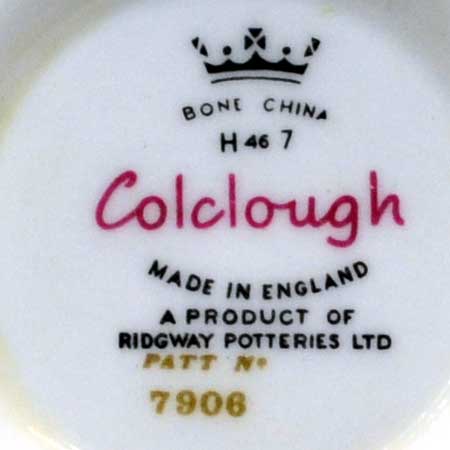 BONE CHINA
H 46 7
Colclough
MADE IN ENGLAND
A PRODUCT OF
RIDGWAY POTTERIES LTD
PATT Nº
7906